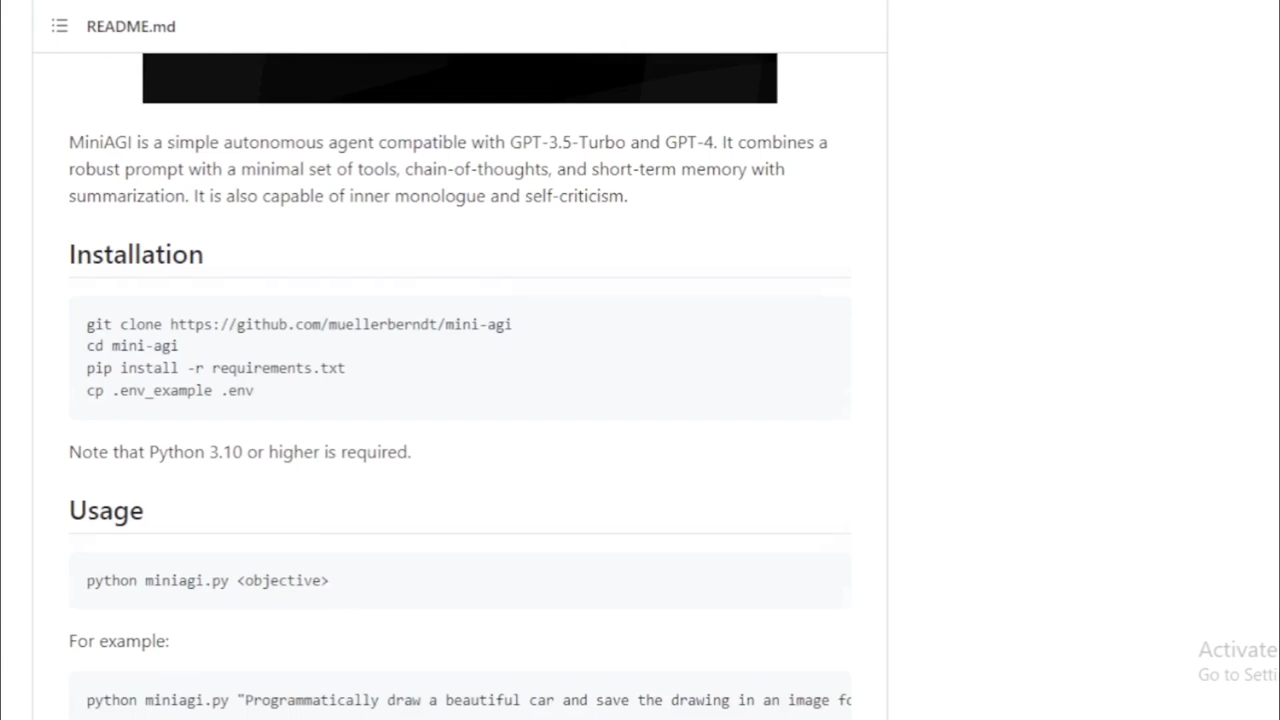 README.md
MiniAGI is a simple autonomous agent compatible with GPT-3.5-Turbo and GPT-4. It combines a
robust prompt with a minimal set of tools, chain-of-thoughts, and short-term memory with
summarization. It is also capable of inner monologue and self-criticism.
Installation
git clone https://github.com/muellerberndt/mini-agi
cd mini-agi
pip install -r requirements.txt
cp .env_example .env
Note that Python 3.10 or higher is required.
Usage
python miniagi.py <objective>
For example:
python miniagi.py "Programmatically draw a beautiful car and save the drawing in an image fo
Activate
Go to Setti